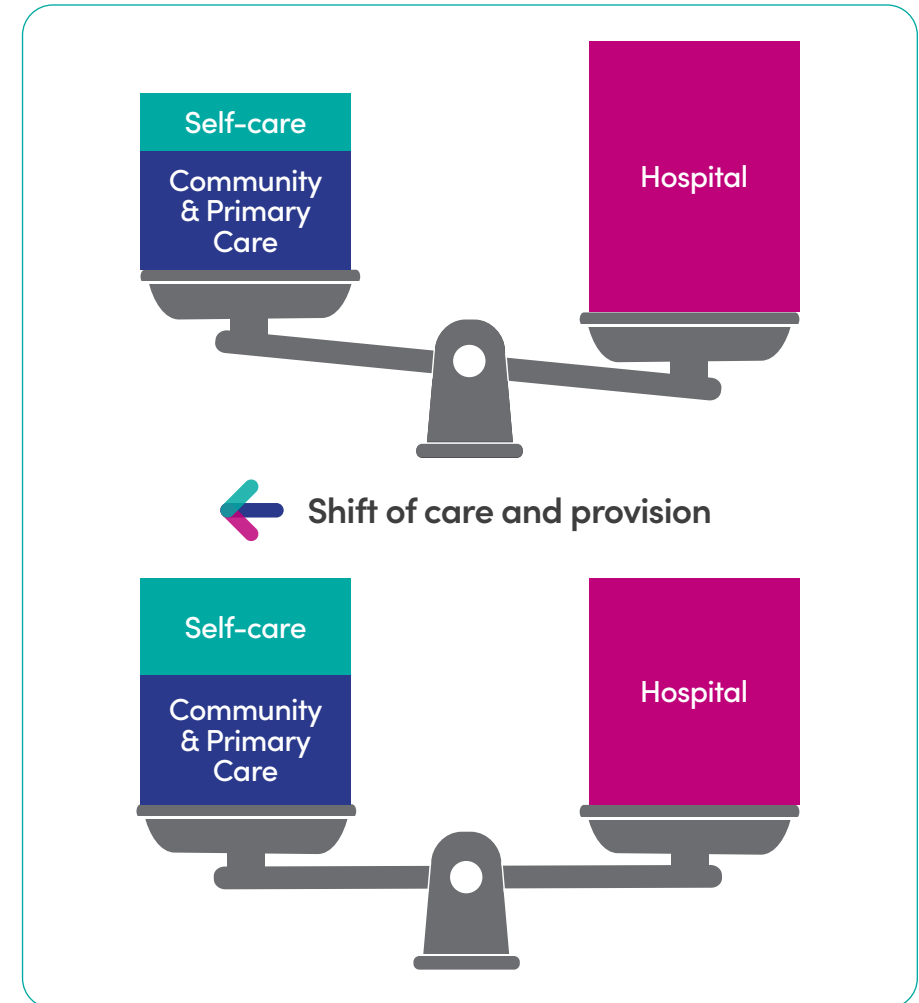 Self-care
Community
& Primary
Care
Hospital
Shift of care and provision
Self-care
Community
& Primary
Care
Hospital